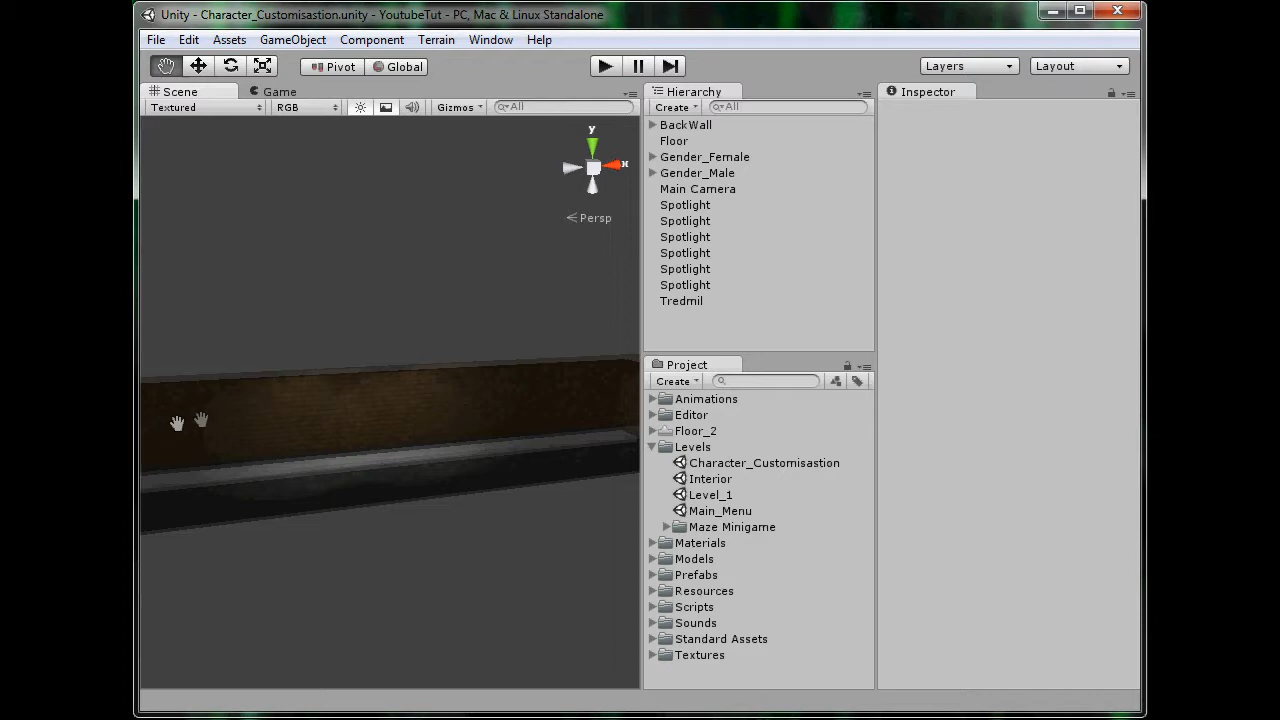 Unity - Character_Customisastion.unity - YoutubeTut - PC, Mac & Linux Standalone
File Edit Assets GameObject Component Terrain Window Help
Pivot Global Layers Layout
Scene Game Hierarchy Inspector
Textured RGB Gizmos All Create All
BackWall
Floor
Gender_Female
Gender_Male
Main Camera
Spotlight
Spotlight
Spotlight
Spotlight
Spotlight
Spotlight
Tredmil
y
x
Persp
Project
Create
Animations
Editor
Floor_2
Levels
Character_Customisastion
Interior
Level_1
Main_Menu
Maze Minigame
Materials
Models
Prefabs
Resources
Scripts
Sounds
Standard Assets
Textures